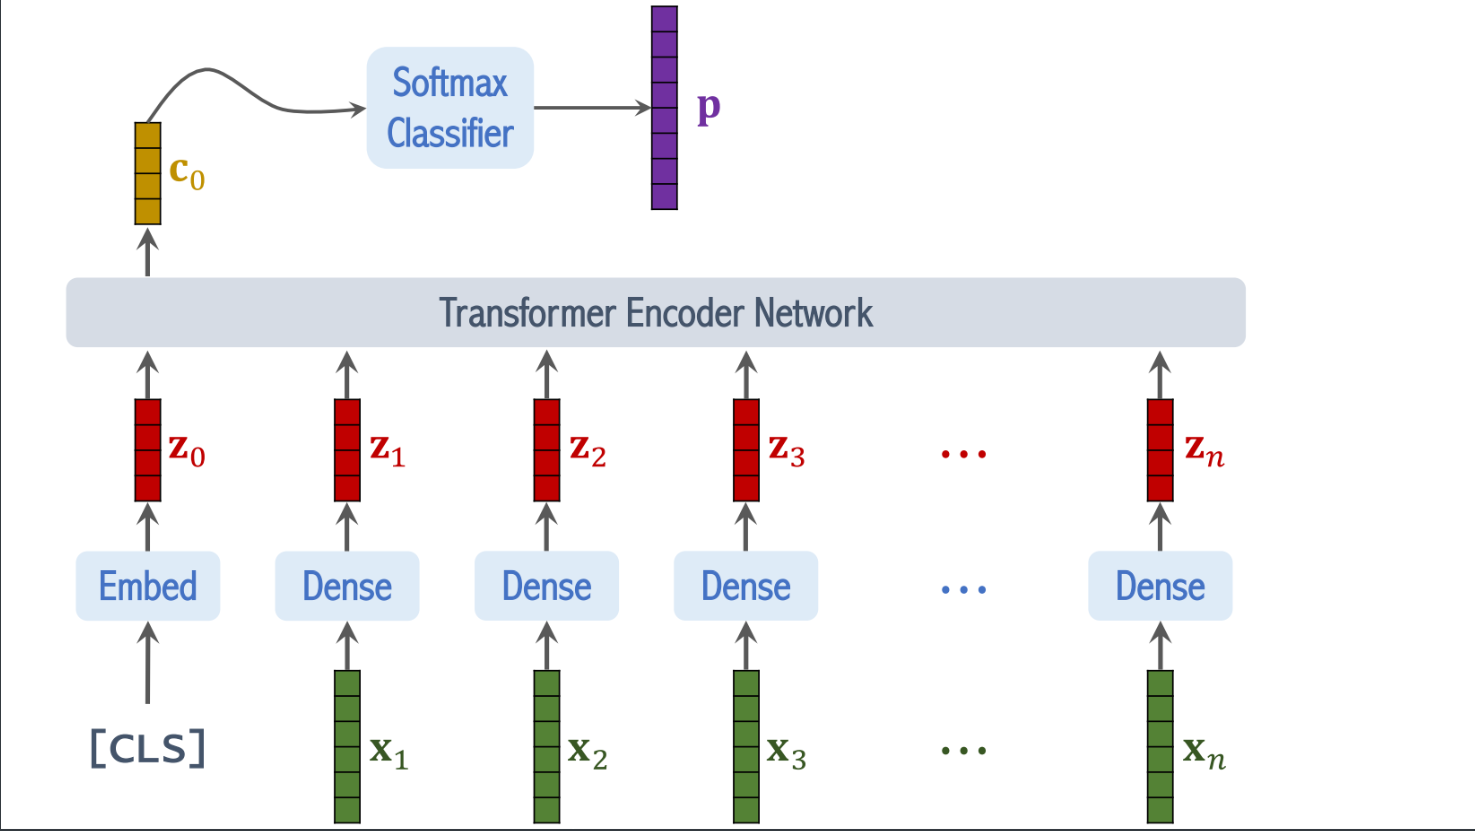 Softmax
Classifier
p
c₀
Transformer Encoder Network
z₀ z₁ z₂ z₃ ... zₙ
Embed Dense Dense Dense ... Dense
[CLS] x₁ x₂ x₃ ... xₙ